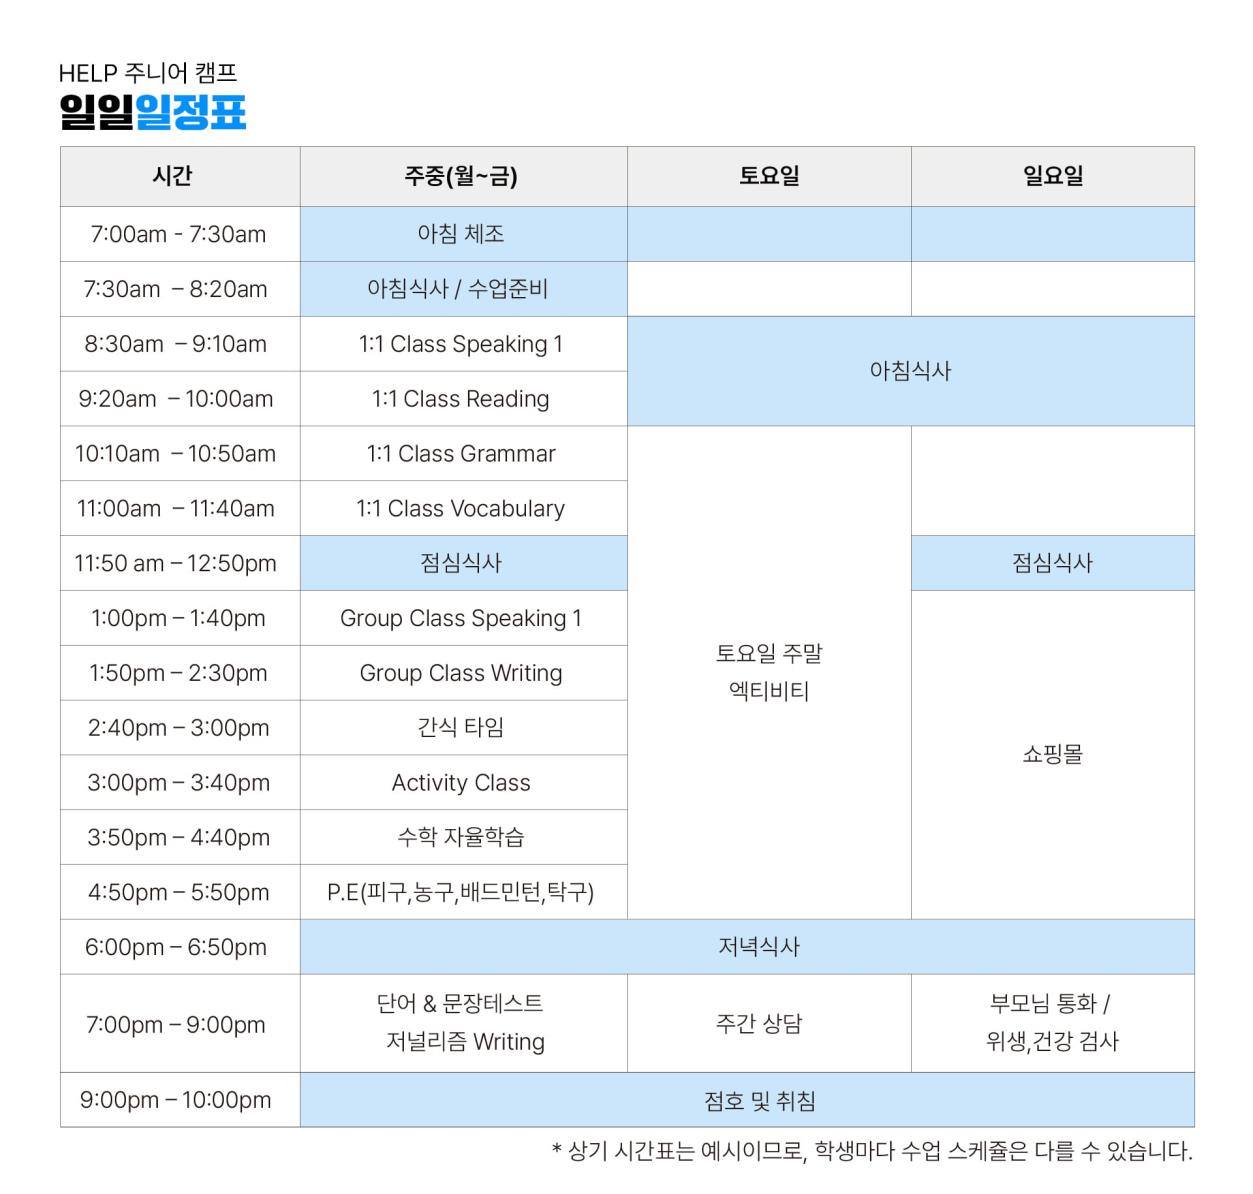 HELP 주니어 캠프
일일일정표
시간 주중(월~금) 토요일 일요일
7:00am - 7:30am 아침 체조
7:30am – 8:20am 아침식사 / 수업준비
8:30am – 9:10am 1:1 Class Speaking 1
아침식사
9:20am – 10:00am 1:1 Class Reading
10:10am – 10:50am 1:1 Class Grammar
11:00am – 11:40am 1:1 Class Vocabulary
11:50 am – 12:50pm 점심식사 점심식사
1:00pm – 1:40pm Group Class Speaking 1
토요일 주말
1:50pm – 2:30pm Group Class Writing
엑티비티
2:40pm – 3:00pm 간식 타임
쇼핑몰
3:00pm – 3:40pm Activity Class
3:50pm – 4:40pm 수학 자율학습
4:50pm – 5:50pm P.E(피구,농구,배드민턴,탁구)
6:00pm – 6:50pm 저녁식사
단어 & 문장테스트 부모님 통화 /
7:00pm – 9:00pm 주간 상담
저널리즘 Writing 위생,건강 검사
9:00pm – 10:00pm 점호 및 취침
* 상기 시간표는 예시이므로, 학생마다 수업 스케쥴은 다를 수 있습니다.